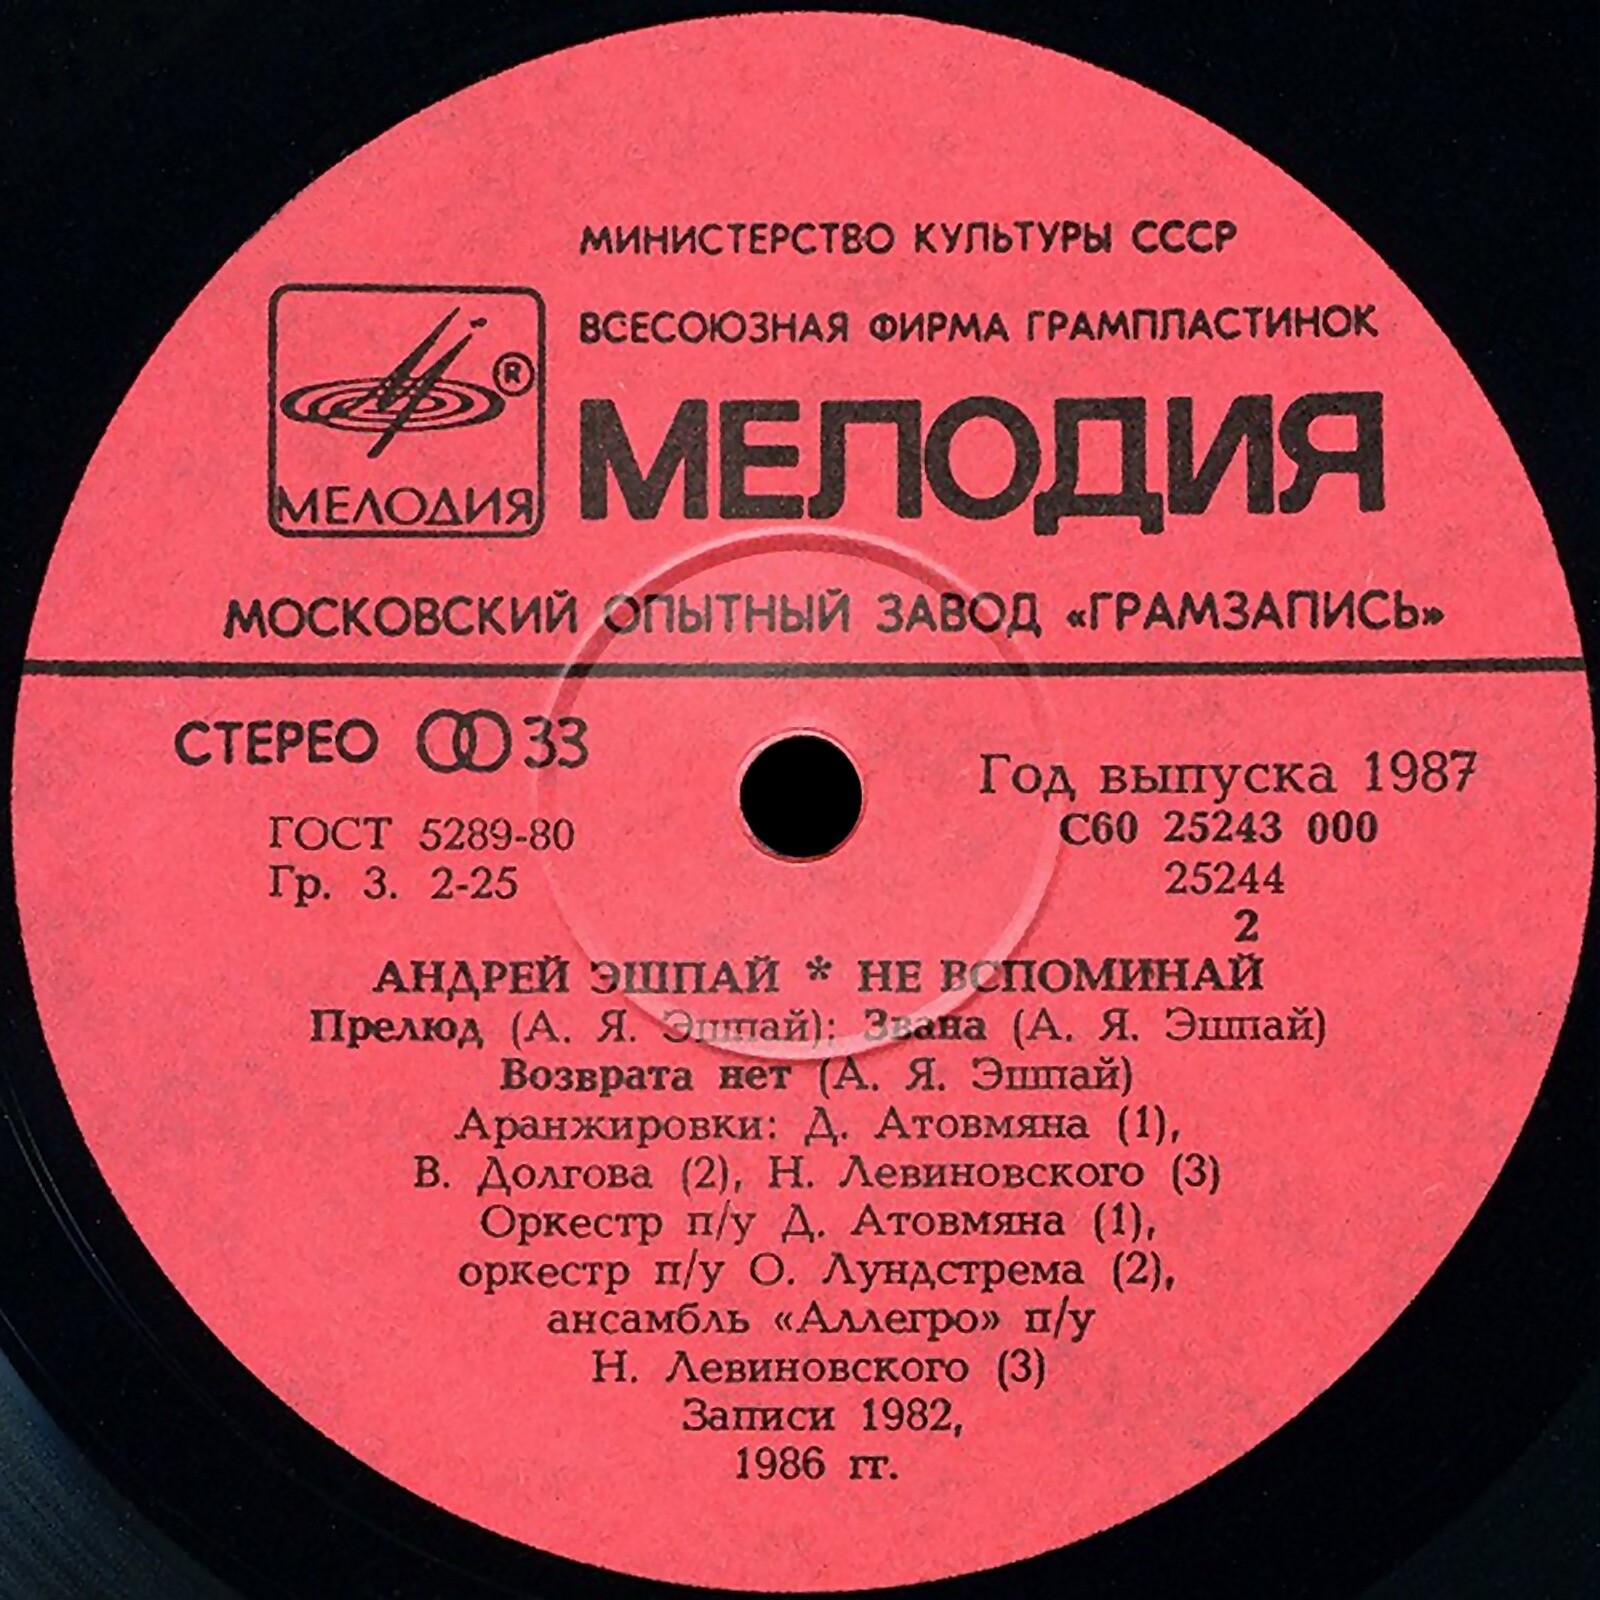 МИНИСТЕРСТВО КУЛЬТУРЫ СССР
ВСЕСОЮЗНАЯ ФИРМА ГРАМПЛАСТИНОК
®
МЕЛОДИЯ
МЕЛОДИЯ
МОСКОВСКИЙ ОПЫТНЫЙ ЗАВОД «ГРАМЗАПИСЬ»
СТЕРЕО 33
ГОСТ 5289-80
Гр. 3. 2-25
Год выпуска 1987
С60 25243 000
25244
2
АНДРЕЙ ЭШПАЙ * НЕ ВСПОМИНАЙ
Прелюд (А. Я. Эшпай); Звана (А. Я. Эшпай)
Возврата нет (А. Я. Эшпай)
Аранжировки: Д. Атовмяна (1),
В. Долгова (2), Н. Левиновского (3)
Оркестр п/у Д. Атовмяна (1),
оркестр п/у О. Лундстрема (2),
ансамбль «Аллегро» п/у
Н. Левиновского (3)
Записи 1982,
1986 гг.